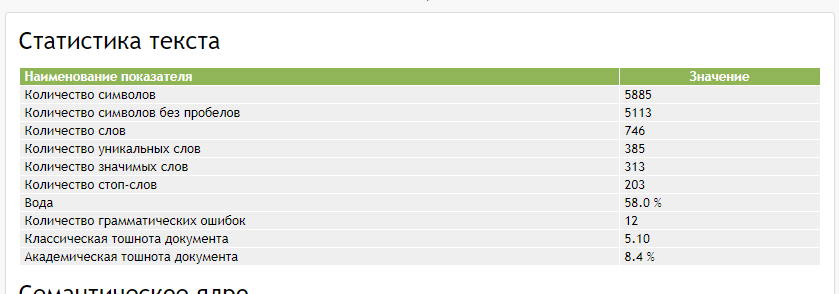 Статистика текста
Наименование показателя Значение
Количество символов 5885
Количество символов без пробелов 5113
Количество слов 746
Количество уникальных слов 385
Количество значимых слов 313
Количество стоп-слов 203
Вода 58.0 %
Количество грамматических ошибок 12
Классическая тошнота документа 5.10
Академическая тошнота документа 8.4 %
Семантическое ядро